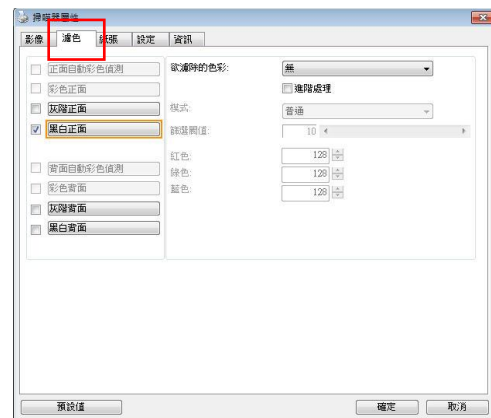 掃瞄器屬性
影像 濾色 紙張 設定 資訊
正面自動彩色偵測
彩色正面
灰階正面
黑白正面
背面自動彩色偵測
彩色背面
灰階背面
黑白背面
欲濾除的色彩: 無
進階處理
模式: 普通
篩選閥值: 10
紅色: 128
綠色: 128
藍色: 128
預設值 確定 取消